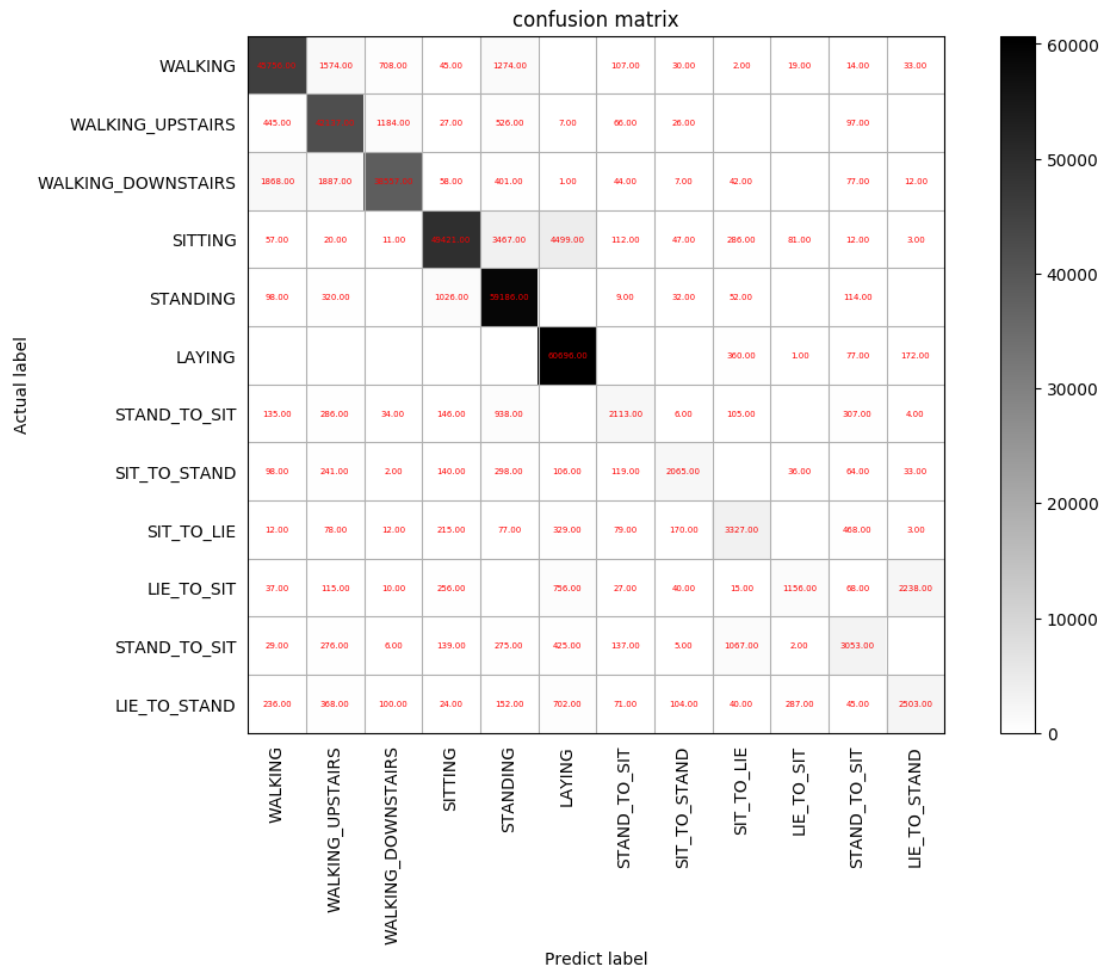 confusion matrix
WALKING 1574.00 708.00 45.00 1274.00 107.00 30.00 2.00 19.00 14.00 33.00
WALKING_UPSTAIRS 445.00 1184.00 27.00 526.00 7.00 66.00 26.00 97.00
WALKING_DOWNSTAIRS 1868.00 1887.00 58.00 401.00 1.00 44.00 7.00 42.00 77.00 12.00
SITTING 57.00 20.00 11.00 3467.00 4499.00 112.00 47.00 286.00 81.00 12.00 3.00
STANDING 98.00 320.00 1026.00 59186.00 9.00 32.00 52.00 114.00
LAYING 60696.00 360.00 1.00 77.00 172.00
STAND_TO_SIT 135.00 286.00 34.00 146.00 938.00 2113.00 6.00 105.00 307.00 4.00
SIT_TO_STAND 98.00 241.00 2.00 140.00 298.00 106.00 119.00 2065.00 36.00 64.00 33.00
SIT_TO_LIE 12.00 78.00 12.00 215.00 77.00 329.00 79.00 170.00 3327.00 468.00 3.00
LIE_TO_SIT 37.00 115.00 10.00 256.00 756.00 27.00 40.00 15.00 1156.00 68.00 2238.00
STAND_TO_SIT 29.00 276.00 6.00 139.00 275.00 425.00 137.00 5.00 1067.00 2.00 3053.00
LIE_TO_STAND 236.00 368.00 100.00 24.00 152.00 702.00 71.00 104.00 40.00 287.00 45.00 2503.00
Actual label
WALKING
WALKING_UPSTAIRS
WALKING_DOWNSTAIRS
SITTING
STANDING
LAYING
STAND_TO_SIT
SIT_TO_STAND
SIT_TO_LIE
LIE_TO_SIT
STAND_TO_SIT
LIE_TO_STAND
Predict label
60000
50000
40000
30000
20000
10000
0